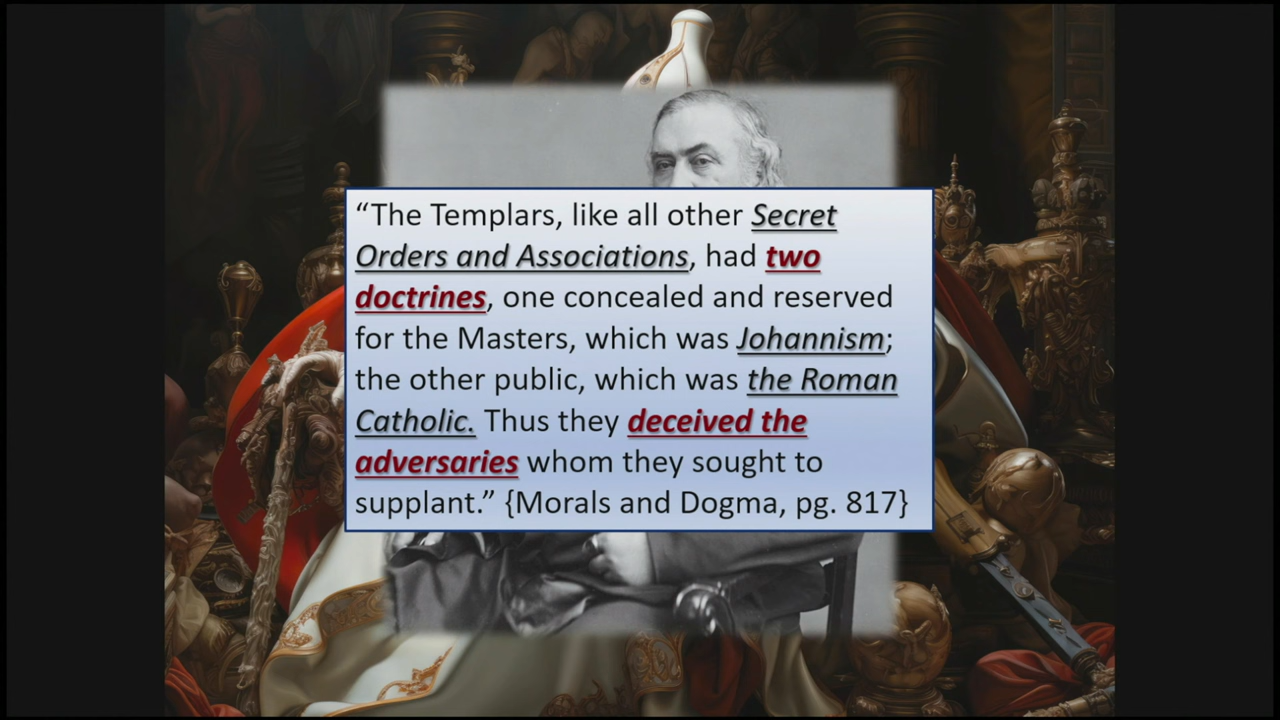 “The Templars, like all other Secret
Orders and Associations, had two
doctrines, one concealed and reserved
for the Masters, which was Johannism;
the other public, which was the Roman
Catholic. Thus they deceived the
adversaries whom they sought to
supplant.” {Morals and Dogma, pg. 817}